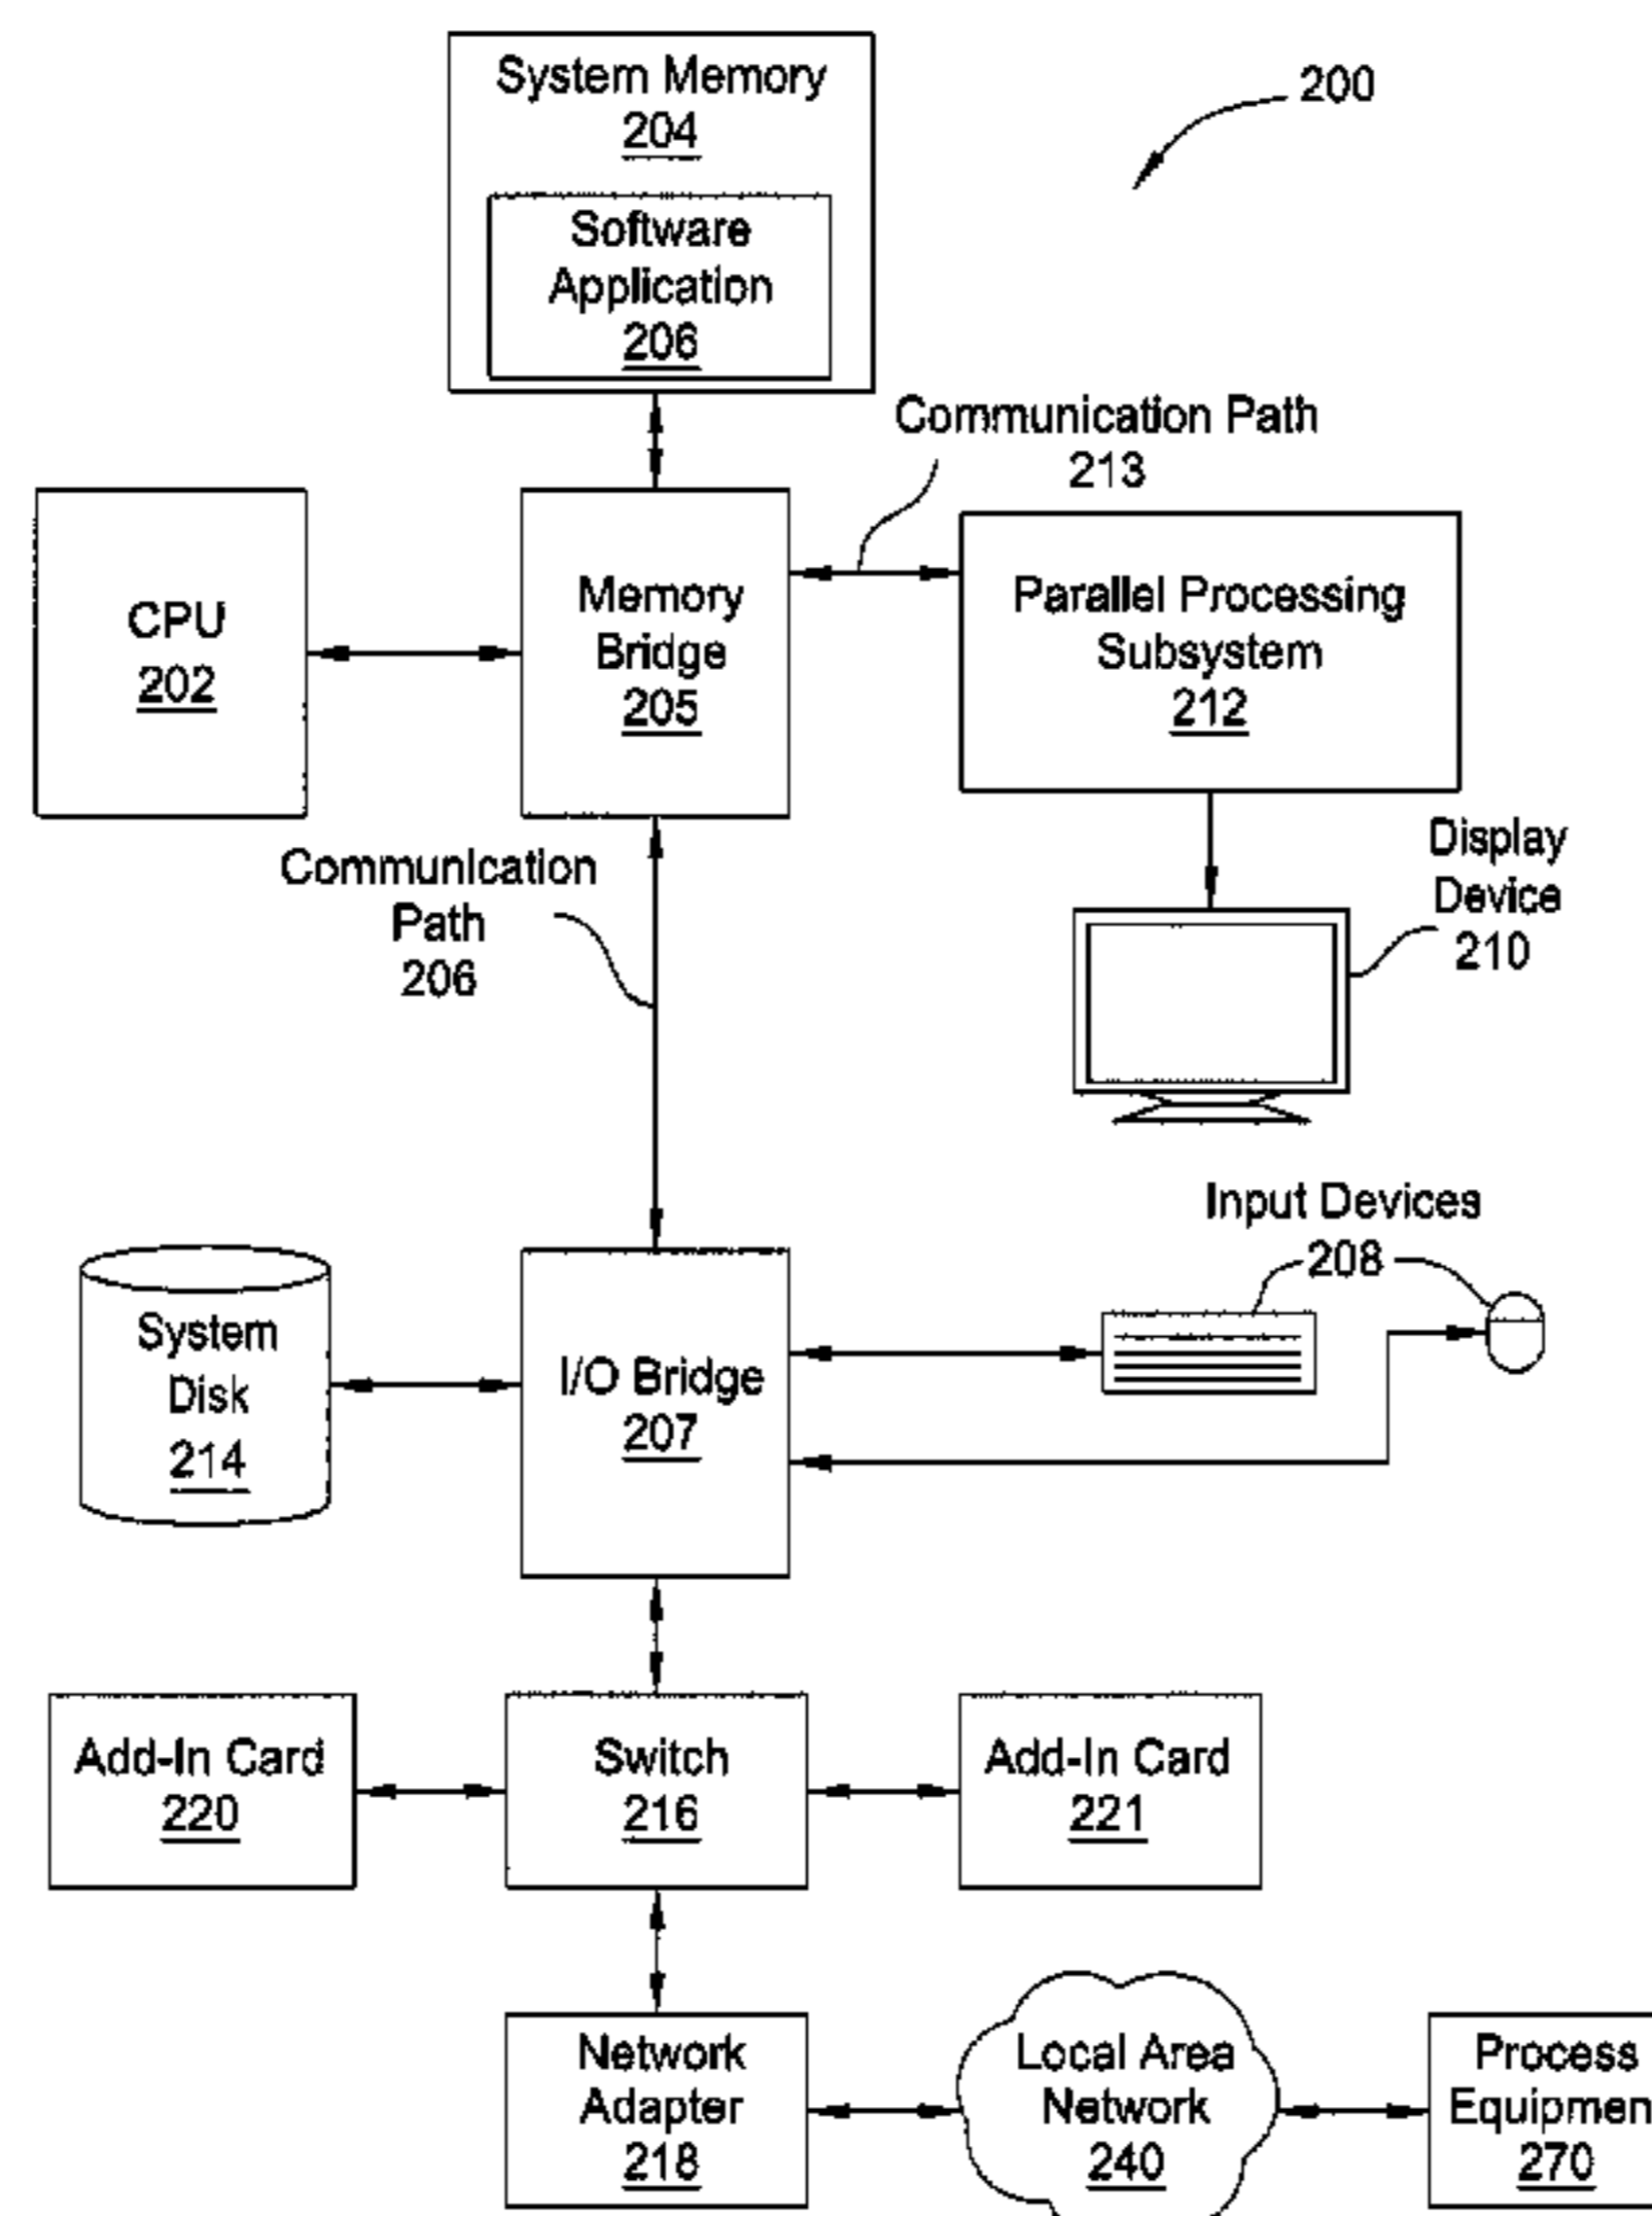 System Memory
204
200
Software
Application
206
Communication Path
213
CPU
202
Memory
Bridge
205
Parallel Processing
Subsystem
212
Communication
Path
206
Display
Device
210
Input Devices
208
System
Disk
214
I/O Bridge
207
Add-In Card
220
Switch
216
Add-In Card
221
Network
Adapter
218
Local Area
Network
240
Process
Equipmen
270